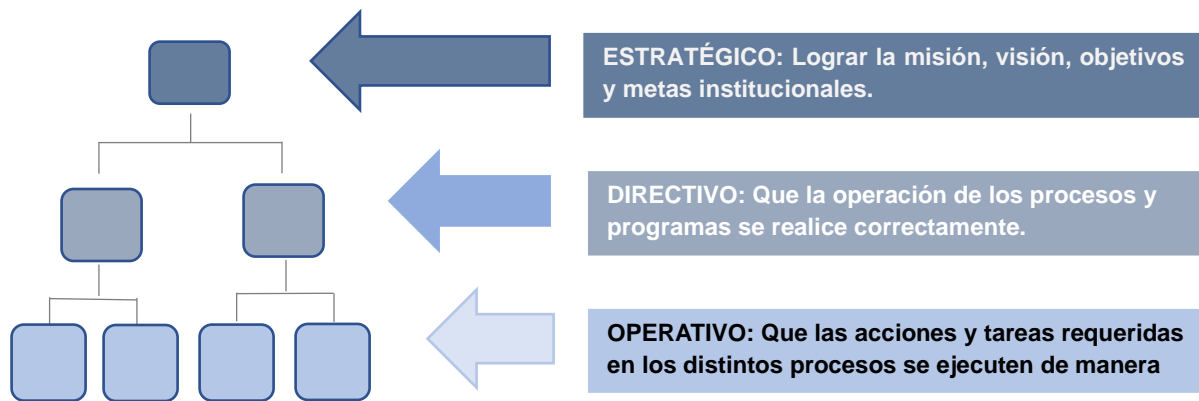 ESTRATÉGICO: Lograr la misión, visión, objetivos
y metas institucionales.
DIRECTIVO: Que la operación de los procesos y
programas se realice correctamente.
OPERATIVO: Que las acciones y tareas requeridas
en los distintos procesos se ejecuten de manera